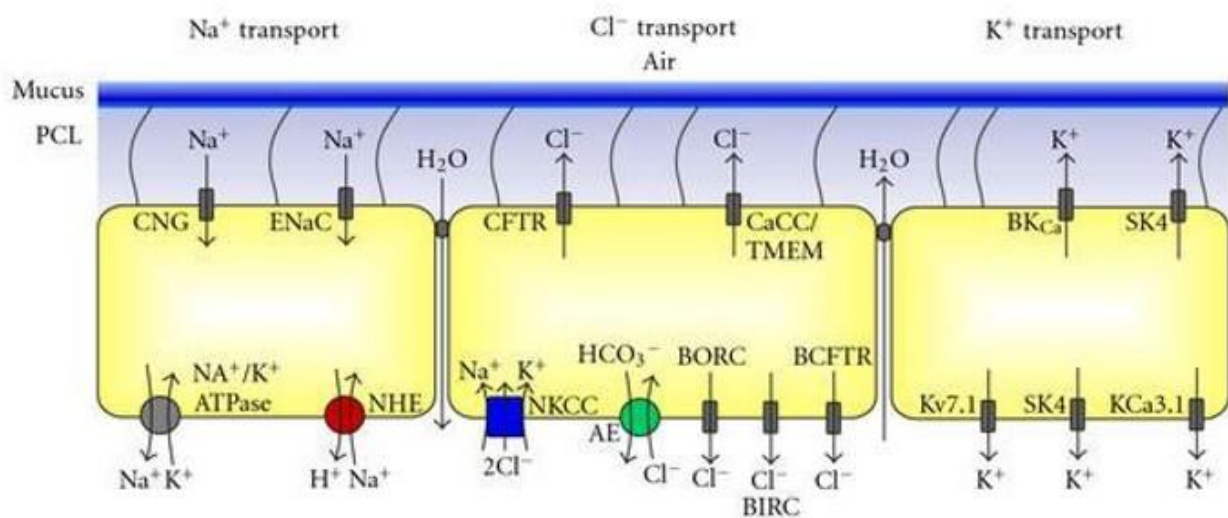 Na⁺ transport
Cl⁻ transport
K⁺ transport
Air
Mucus
PCL
Na⁺
Na⁺
H₂O
Cl⁻
Cl⁻
H₂O
K⁺
K⁺
CNG
ENaC
CFTR
CaCC/
TMEM
BK_Ca
SK4
NA⁺/K⁺
ATPase
NHE
Na⁺
K⁺
NKCC
HCO₃⁻
AE
BORC
BCFTR
Kv7.1
SK4
KCa3.1
Na⁺ K⁺
H⁺ Na⁺
2Cl⁻
Cl⁻
Cl⁻
Cl⁻
BIRC
Cl⁻
K⁺
K⁺
K⁺